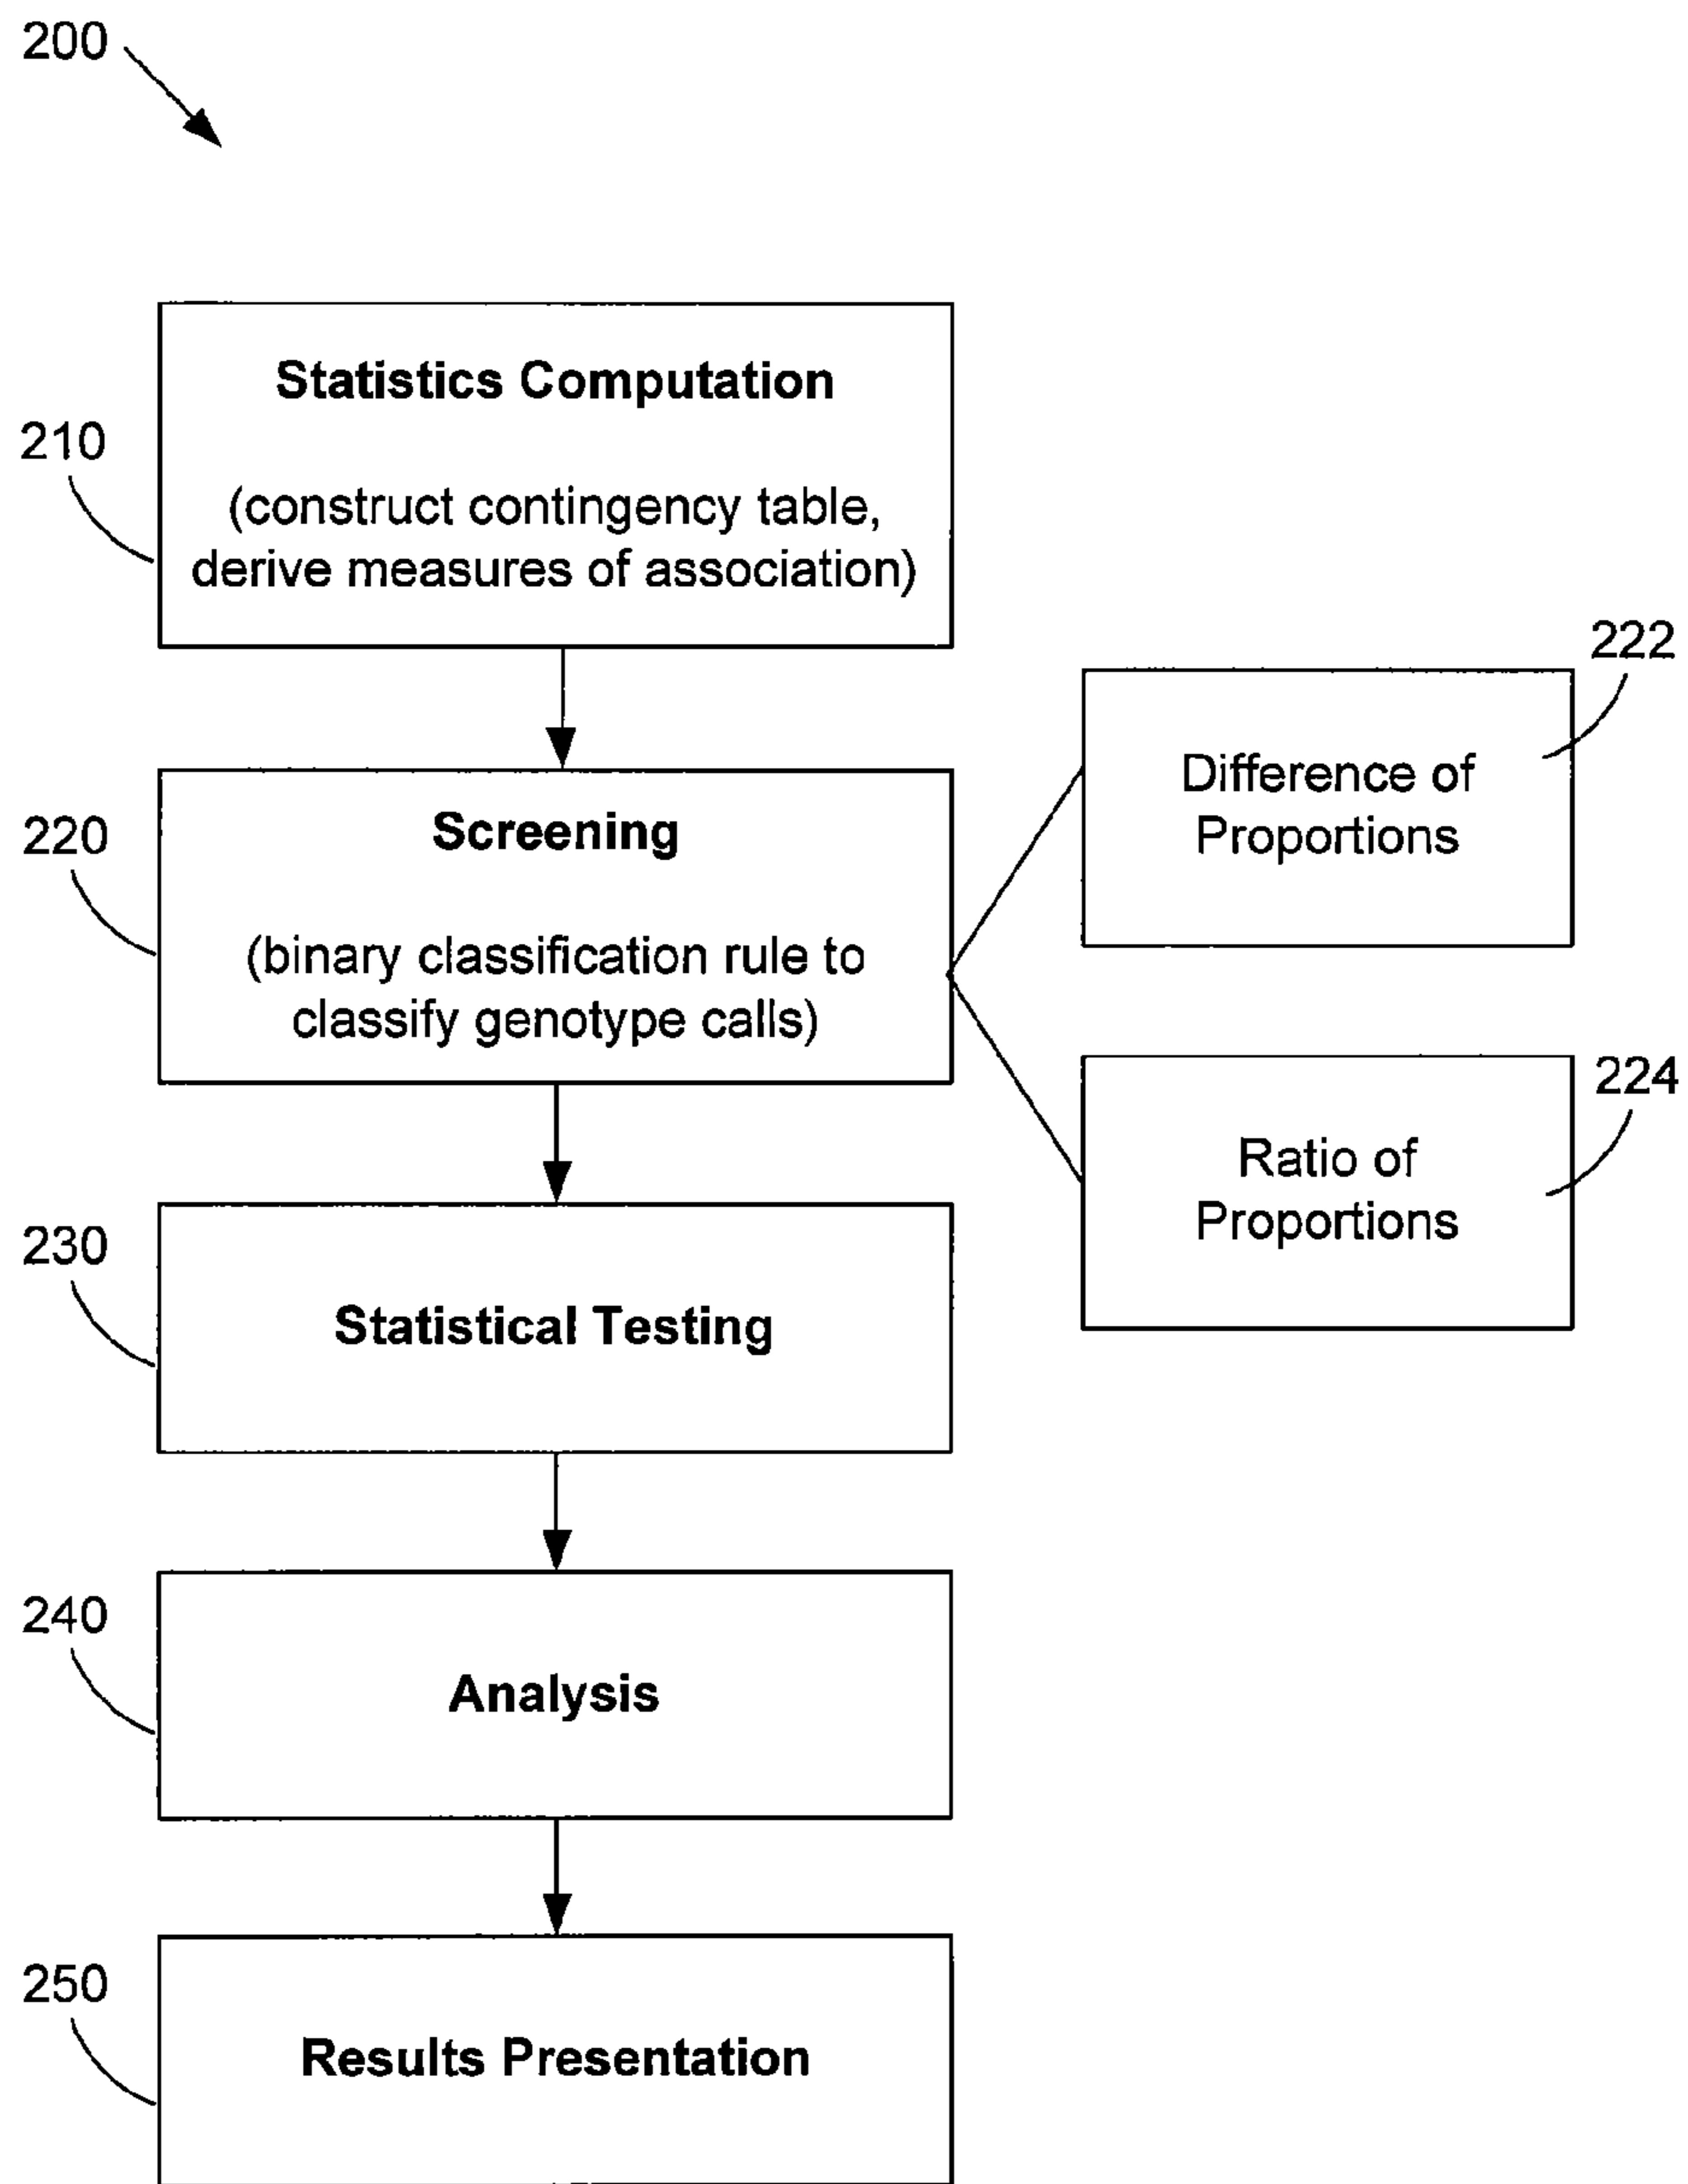 200
Statistics Computation
210
(construct contingency table,
derive measures of association)
222
Difference of
Proportions
220
Screening
(binary classification rule to
classify genotype calls)
224
Ratio of
Proportions
230
Statistical Testing
240
Analysis
250
Results Presentation